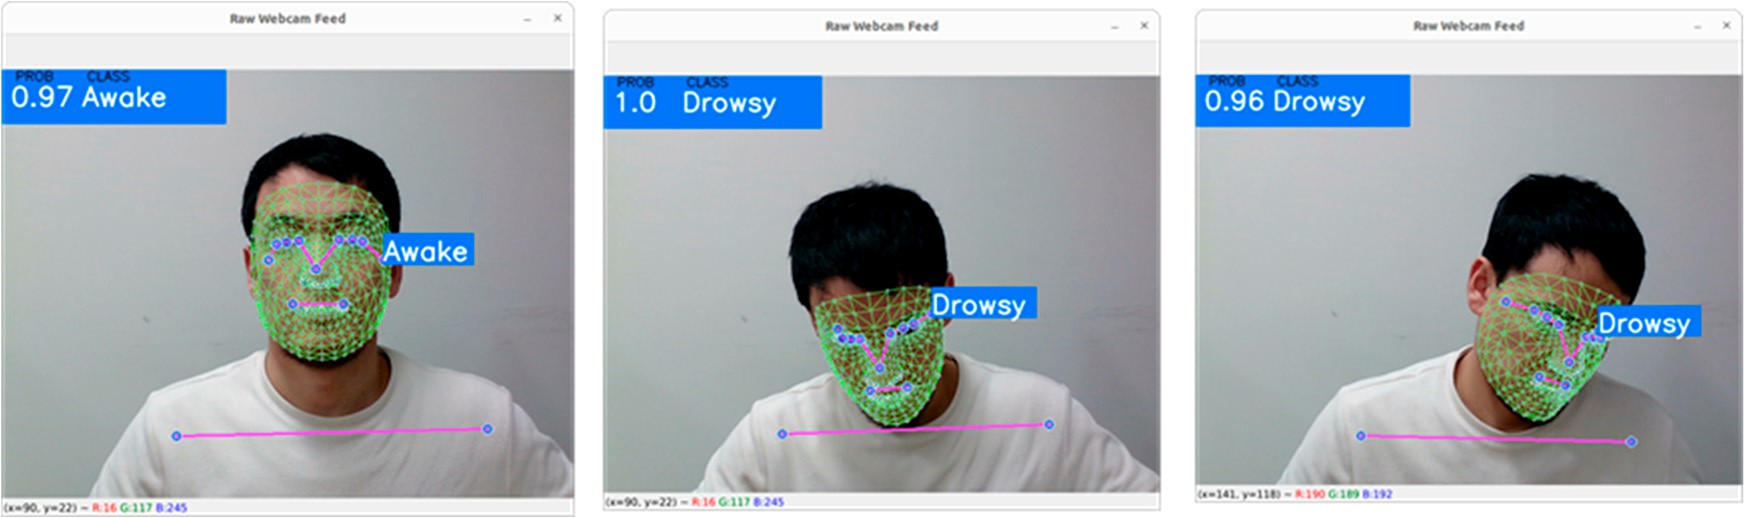 Raw Webcam Feed
PROB CLASS
0.97 Awake
Awake
(x=90, y=22) ~ R:16 G:117 B:245
Raw Webcam Feed
PROB CLASS
1.0 Drowsy
Drowsy
(x=90, y=22) ~ R:16 G:117 B:245
Raw Webcam Feed
PROB CLASS
0.96 Drowsy
Drowsy
(x=141, y=118) ~ R:190 G:189 B:192